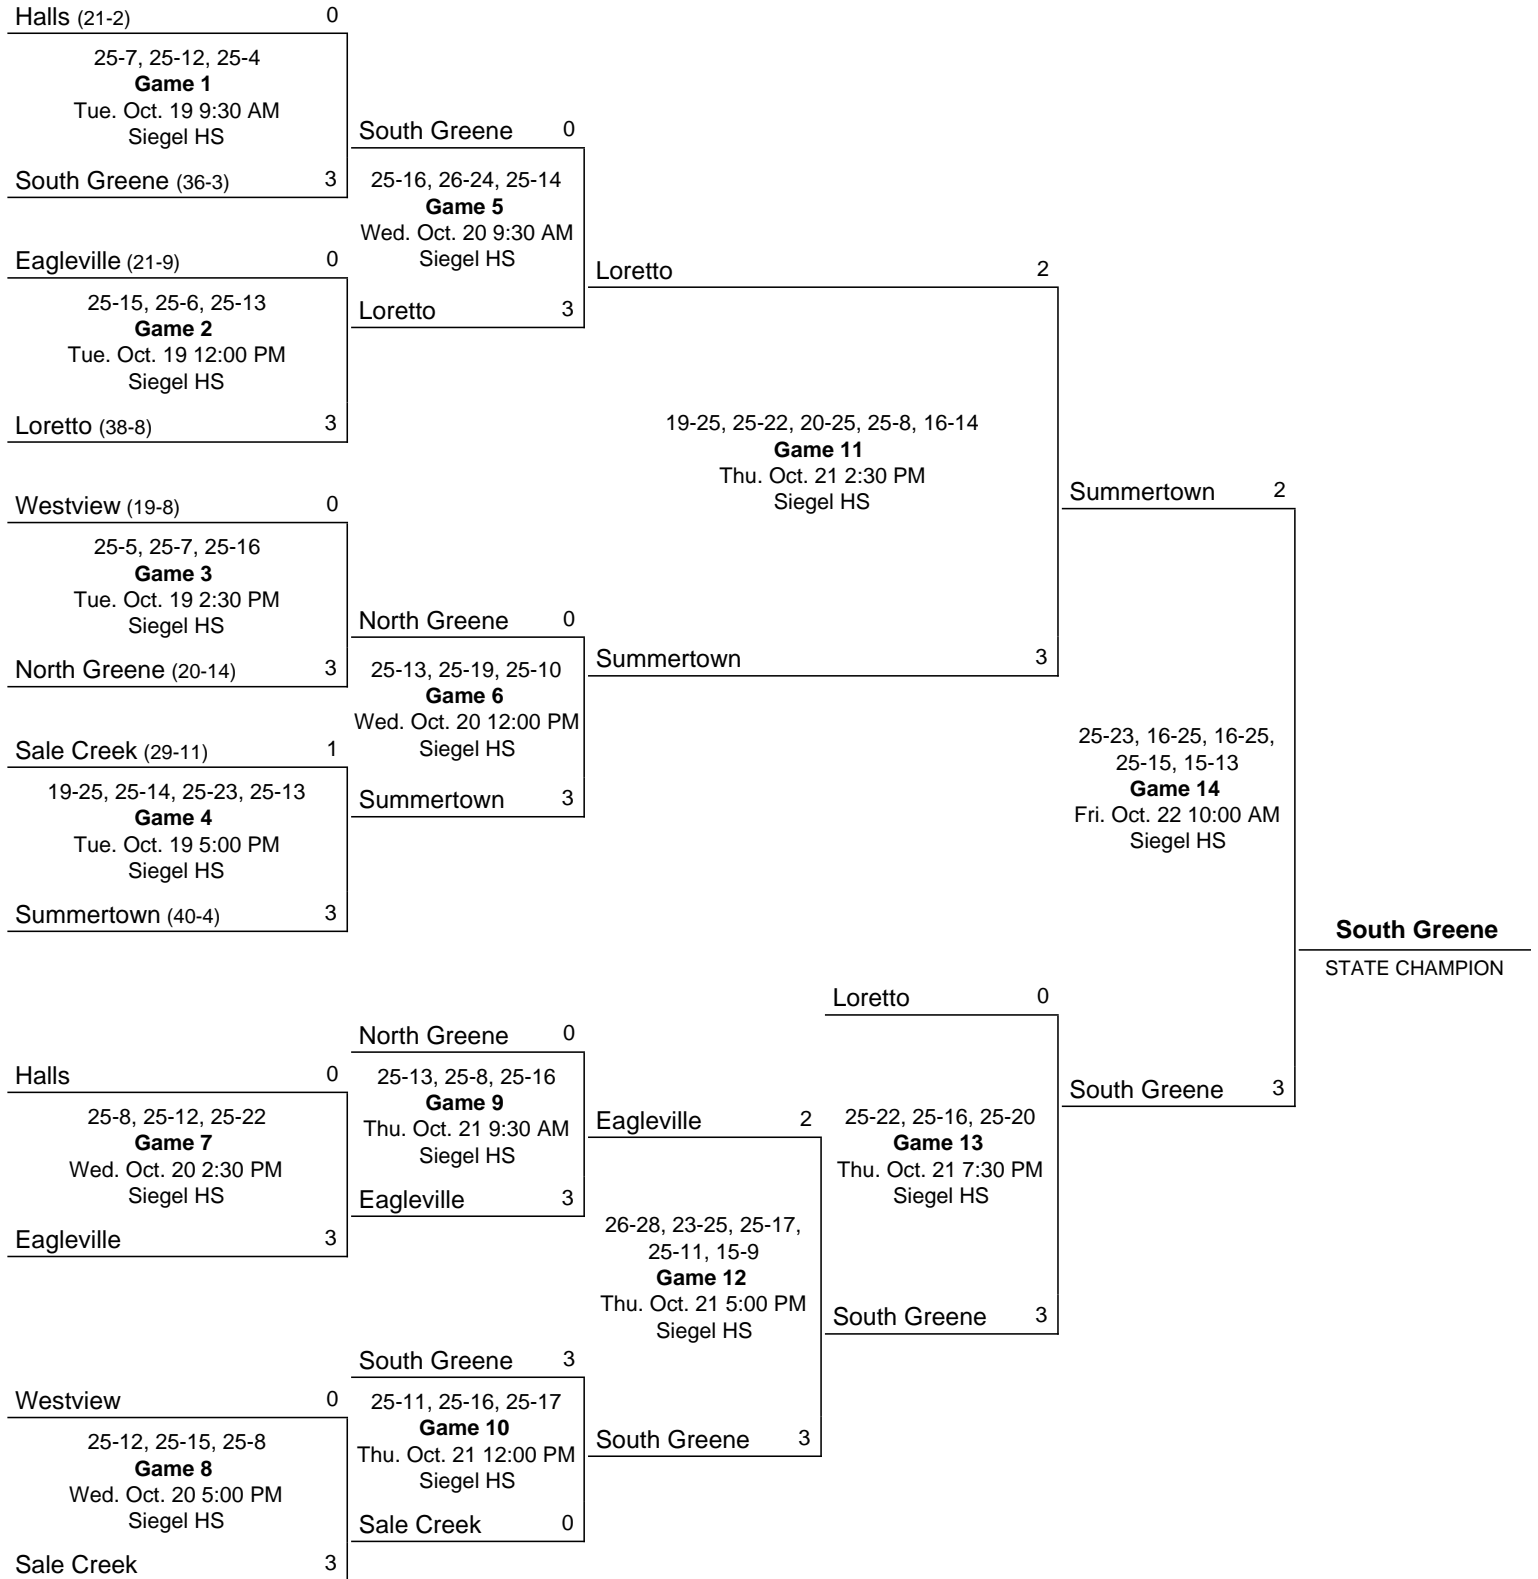 Halls (21-2) 0
25-7, 25-12, 25-4
Game 1
Tue. Oct. 19 9:30 AM
Siegel HS
South Greene (36-3) 3
Eagleville (21-9) 0
25-15, 25-6, 25-13
Game 2
Tue. Oct. 19 12:00 PM
Siegel HS
Loretto (38-8) 3
Westview (19-8) 0
25-5, 25-7, 25-16
Game 3
Tue. Oct. 19 2:30 PM
Siegel HS
North Greene (20-14) 3
Sale Creek (29-11) 1
19-25, 25-14, 25-23, 25-13
Game 4
Tue. Oct. 19 5:00 PM
Siegel HS
Summertown (40-4) 3
South Greene 0
25-16, 26-24, 25-14
Game 5
Wed. Oct. 20 9:30 AM
Siegel HS
Loretto 3
North Greene 0
25-13, 25-19, 25-10
Game 6
Wed. Oct. 20 12:00 PM
Siegel HS
Summertown 3
Loretto 2
19-25, 25-22, 20-25, 25-8, 16-14
Game 11
Thu. Oct. 21 2:30 PM
Siegel HS
Summertown 3
Summertown 2
25-23, 16-25, 16-25,
25-15, 15-13
Game 14
Fri. Oct. 22 10:00 AM
Siegel HS
South Greene 3
South Greene
STATE CHAMPION
Halls 0
25-8, 25-12, 25-22
Game 7
Wed. Oct. 20 2:30 PM
Siegel HS
Eagleville 3
Westview 0
25-12, 25-15, 25-8
Game 8
Wed. Oct. 20 5:00 PM
Siegel HS
Sale Creek 3
North Greene 0
25-13, 25-8, 25-16
Game 9
Thu. Oct. 21 9:30 AM
Siegel HS
Eagleville 3
South Greene 3
25-11, 25-16, 25-17
Game 10
Thu. Oct. 21 12:00 PM
Siegel HS
Sale Creek 0
Eagleville 2
26-28, 23-25, 25-17,
25-11, 15-9
Game 12
Thu. Oct. 21 5:00 PM
Siegel HS
South Greene 3
Loretto 0
25-22, 25-16, 25-20
Game 13
Thu. Oct. 21 7:30 PM
Siegel HS
South Greene 3